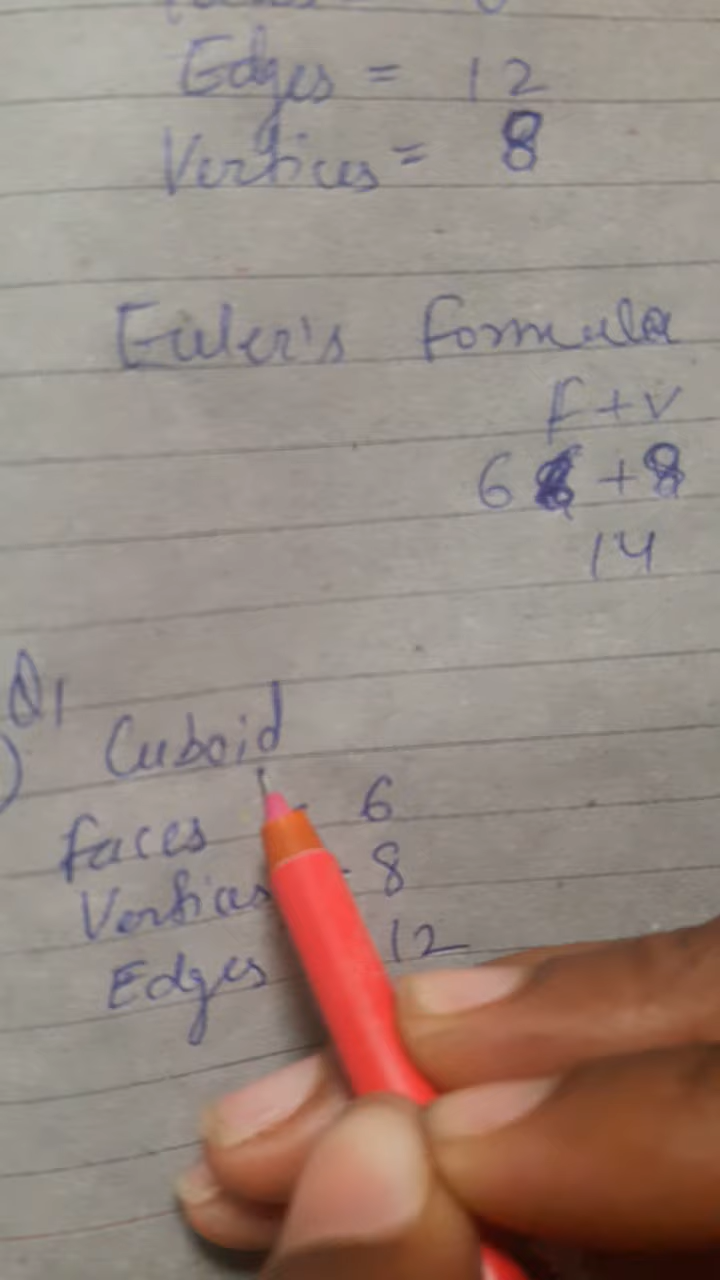 Edges = 12
Vertices = 8
Euler's formula
F + V
6 + 8
14
Q1
) Cuboid
faces - 6
Vertices - 8
Edges 12